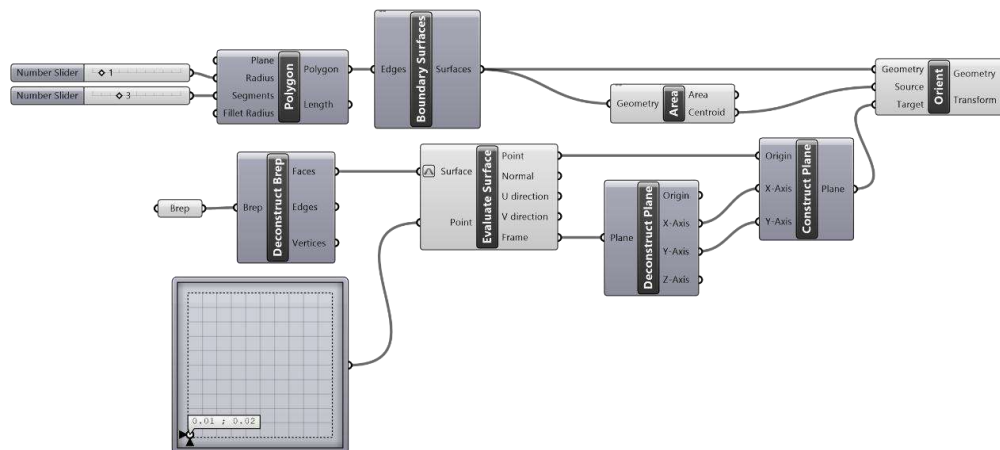 Number Slider 1
Number Slider 3
Plane
Radius
Segments
Fillet Radius
Polygon
Polygon
Length
Edges
Boundary Surfaces
Surfaces
Geometry
Area
Area
Centroid
Geometry
Source
Target
Orient
Geometry
Transform
Brep
Brep
Deconstruct Brep
Faces
Edges
Vertices
Surface
Point
Evaluate Surface
Point
Normal
U direction
V direction
Frame
Plane
Deconstruct Plane
Origin
X-Axis
Y-Axis
Z-Axis
Origin
X-Axis
Y-Axis
Construct Plane
Plane
0.01 ; 0.02